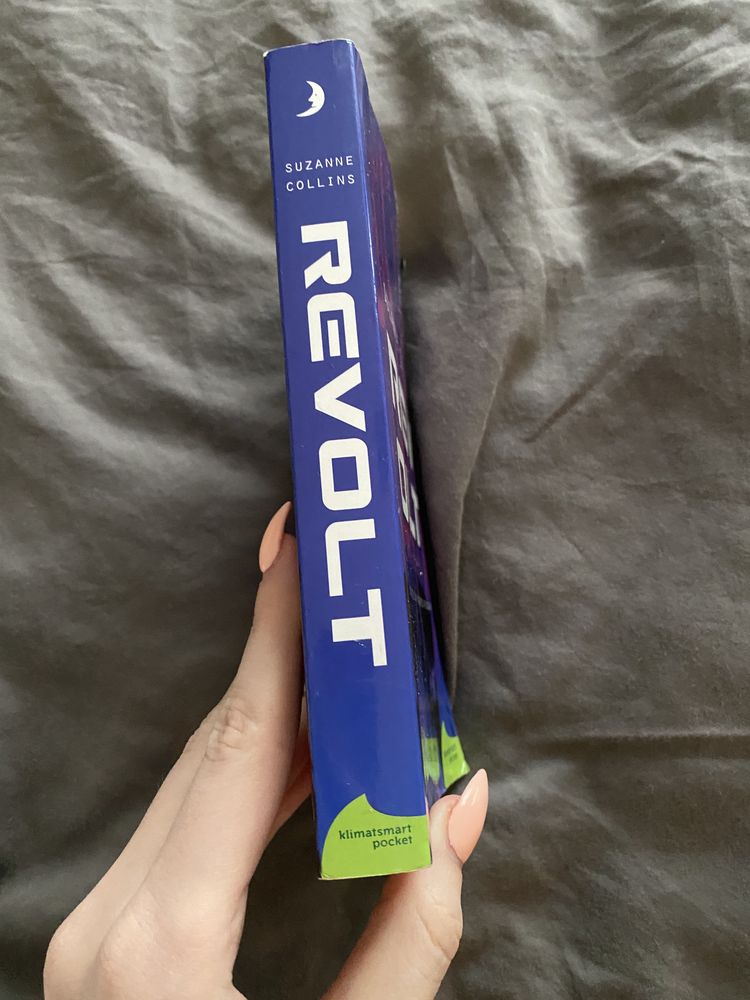 SUZANNE
COLLINS
REVOLT
klimatsmart
pocket